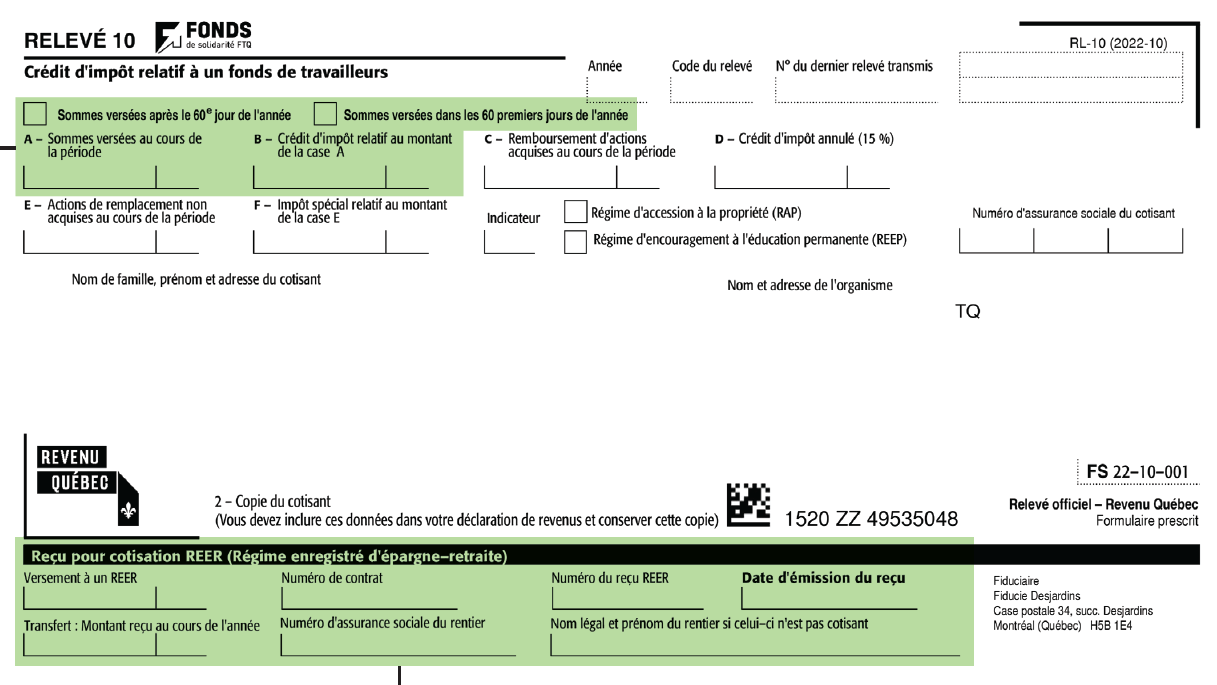 RELEVÉ 10
FONDS
de solidarité FTQ
RL-10 (2022-10)
Crédit d'impôt relatif à un fonds de travailleurs
Année
Code du relevé
N° du dernier relevé transmis
Sommes versées après le 60e jour de l'année
Sommes versées dans les 60 premiers jours de l'année
A – Sommes versées au cours de
la période
B – Crédit d'impôt relatif au montant
de la case A
C – Remboursement d'actions
acquises au cours de la période
D – Crédit d'impôt annulé (15 %)
E – Actions de remplacement non
acquises au cours de la période
F – Impôt spécial relatif au montant
de la case E
Indicateur
Régime d'accession à la propriété (RAP)
Régime d'encouragement à l'éducation permanente (REEP)
Numéro d'assurance sociale du cotisant
Nom de famille, prénom et adresse du cotisant
Nom et adresse de l'organisme
TQ
REVENU
QUÉBEC
2 – Copie du cotisant
(Vous devez inclure ces données dans votre déclaration de revenus et conserver cette copie)
1520 ZZ 49535048
FS 22-10-001
Relevé officiel – Revenu Québec
Formulaire prescrit
Reçu pour cotisation REER (Régime enregistré d'épargne-retraite)
Versement à un REER
Numéro de contrat
Numéro du reçu REER
Date d'émission du reçu
Transfert : Montant reçu au cours de l'année
Numéro d'assurance sociale du rentier
Nom légal et prénom du rentier si celui-ci n'est pas cotisant
Fiduciaire
Fiducie Desjardins
Case postale 34, succ. Desjardins
Montréal (Québec) H5B 1E4